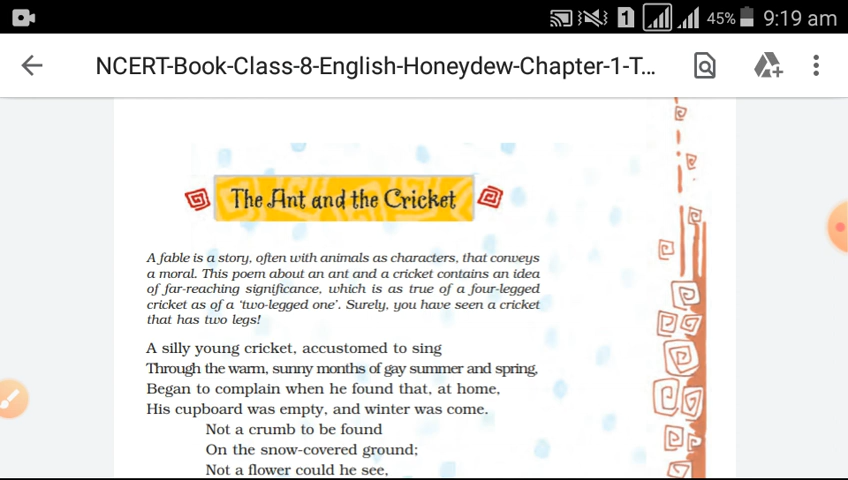 1 45% 9:19 am
NCERT-Book-Class-8-English-Honeydew-Chapter-1-T...
The Ant and the Cricket
A fable is a story, often with animals as characters, that conveys
a moral. This poem about an ant and a cricket contains an idea
of far-reaching significance, which is as true of a four-legged
cricket as of a ‘two-legged one’. Surely, you have seen a cricket
that has two legs!
A silly young cricket, accustomed to sing
Through the warm, sunny months of gay summer and spring,
Began to complain when he found that, at home,
His cupboard was empty, and winter was come.
Not a crumb to be found
On the snow-covered ground;
Not a flower could he see,